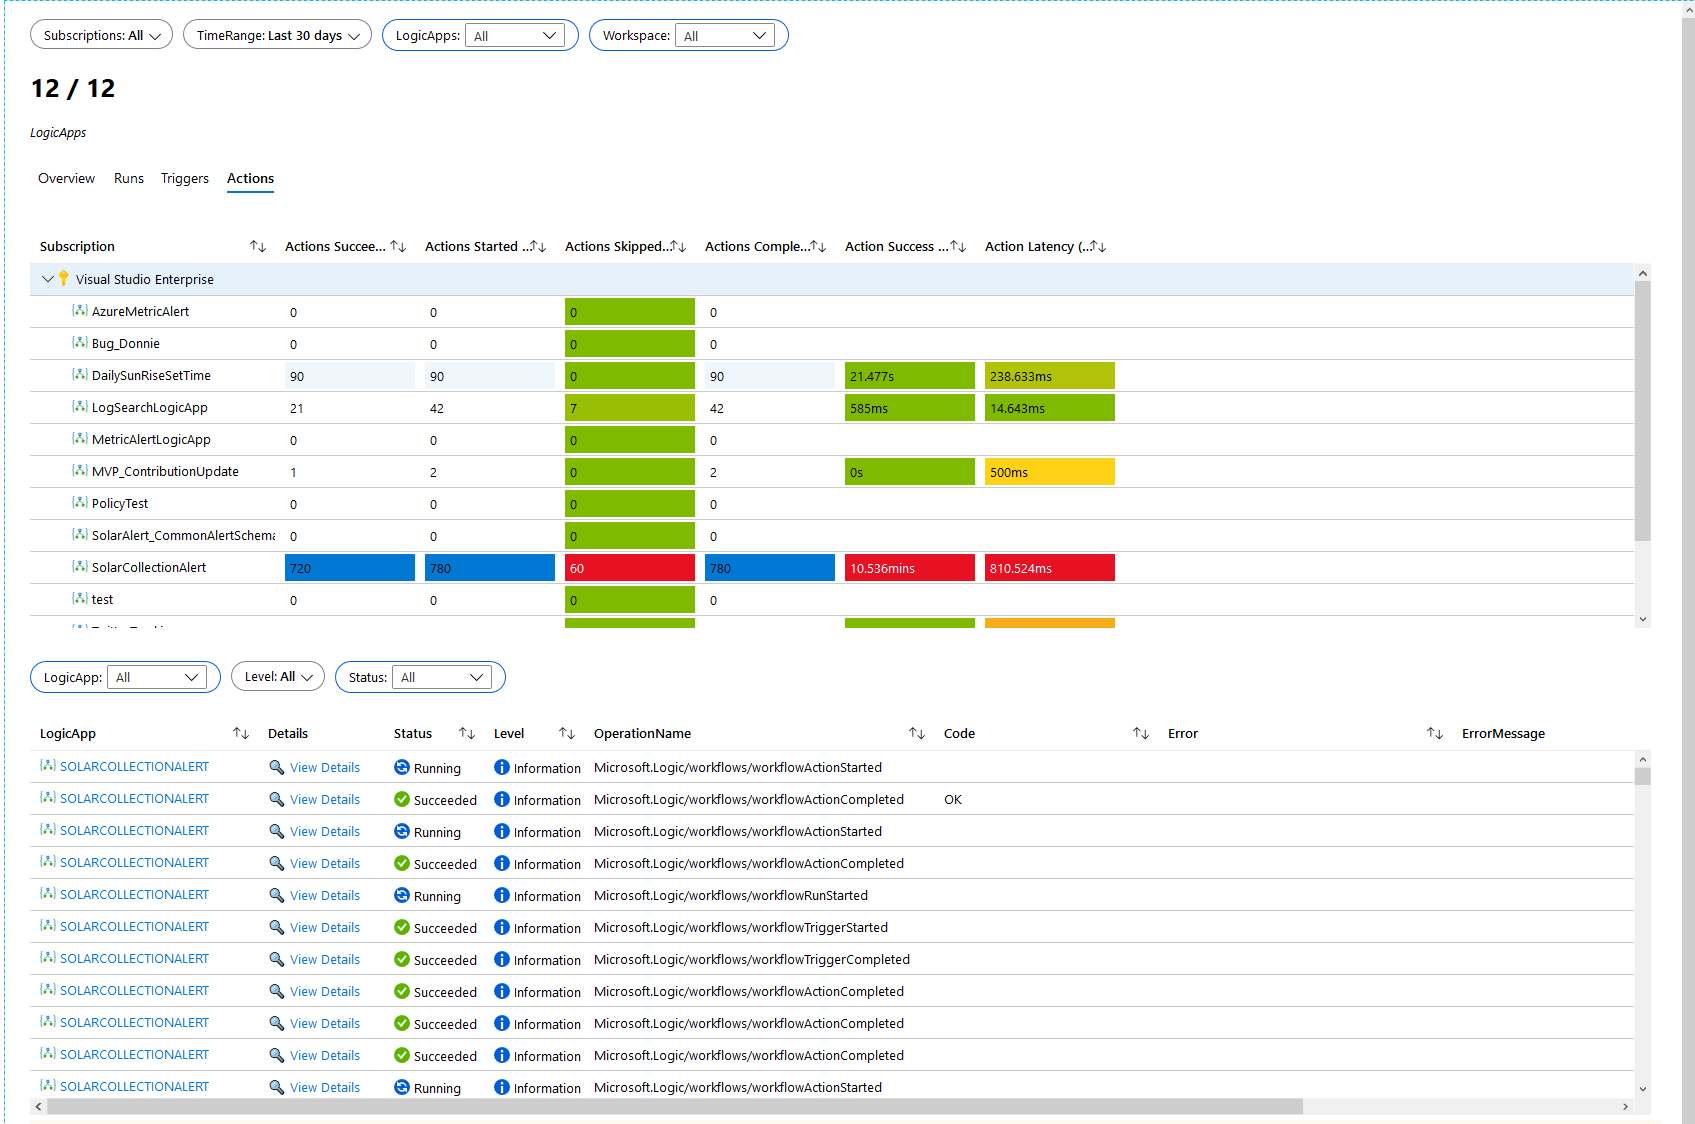 Subscriptions: All TimeRange: Last 30 days LogicApps: All Workspace: All
12 / 12
LogicApps
Overview Runs Triggers Actions
Subscription Actions Succee... Actions Started ... Actions Skipped... Actions Comple... Action Success ... Action Latency (...
Visual Studio Enterprise
AzureMetricAlert 0 0 0 0
Bug_Donnie 0 0 0 0
DailySunRiseSetTime 90 90 0 90 21.477s 238.633ms
LogSearchLogicApp 21 42 7 42 585ms 14.643ms
MetricAlertLogicApp 0 0 0 0
MVP_ContributionUpdate 1 2 0 2 0s 500ms
PolicyTest 0 0 0 0
SolarAlert_CommonAlertSchema 0 0 0 0
SolarCollectionAlert 720 780 60 780 10.536mins 810.524ms
test 0 0 0 0
LogicApp: All Level: All Status: All
LogicApp Details Status Level OperationName Code Error ErrorMessage
SOLARCOLLECTIONALERT View Details Running Information Microsoft.Logic/workflows/workflowActionStarted
SOLARCOLLECTIONALERT View Details Succeeded Information Microsoft.Logic/workflows/workflowActionCompleted OK
SOLARCOLLECTIONALERT View Details Running Information Microsoft.Logic/workflows/workflowActionStarted
SOLARCOLLECTIONALERT View Details Succeeded Information Microsoft.Logic/workflows/workflowActionCompleted
SOLARCOLLECTIONALERT View Details Running Information Microsoft.Logic/workflows/workflowRunStarted
SOLARCOLLECTIONALERT View Details Succeeded Information Microsoft.Logic/workflows/workflowTriggerStarted
SOLARCOLLECTIONALERT View Details Succeeded Information Microsoft.Logic/workflows/workflowTriggerCompleted
SOLARCOLLECTIONALERT View Details Succeeded Information Microsoft.Logic/workflows/workflowActionCompleted
SOLARCOLLECTIONALERT View Details Succeeded Information Microsoft.Logic/workflows/workflowActionCompleted
SOLARCOLLECTIONALERT View Details Succeeded Information Microsoft.Logic/workflows/workflowActionCompleted
SOLARCOLLECTIONALERT View Details Running Information Microsoft.Logic/workflows/workflowActionStarted